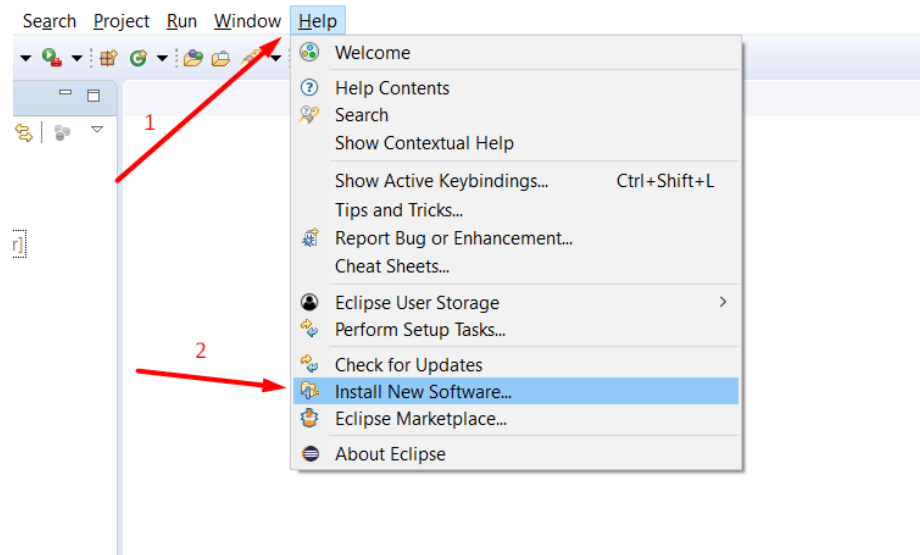 Search Project Run Window Help
Welcome
Help Contents
Search
Show Contextual Help
1
Show Active Keybindings... Ctrl+Shift+L
Tips and Tricks...
Report Bug or Enhancement...
r]
Cheat Sheets...
Eclipse User Storage >
Perform Setup Tasks...
2
Check for Updates
Install New Software...
Eclipse Marketplace...
About Eclipse